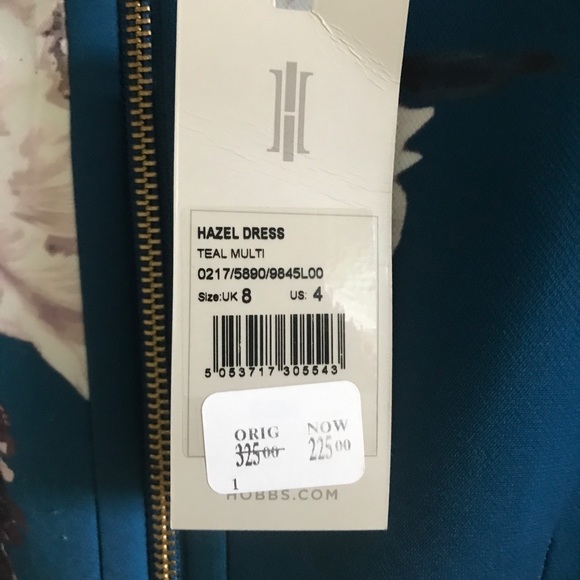 HAZEL DRESS
TEAL MULTI
0217/5890/9845L00
Size:UK 8 US: 4
5 053717 305543
ORIG NOW
325.00 225.00
1
HOBBS.COM